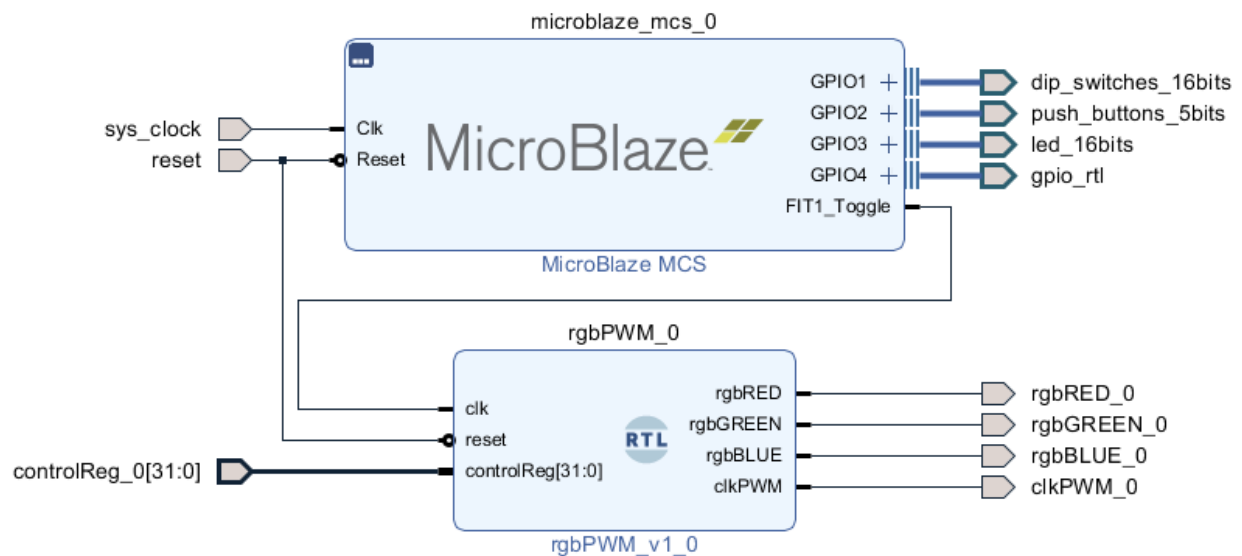 microblaze_mcs_0
sys_clock
reset
Clk
Reset
MicroBlaze
GPIO1
GPIO2
GPIO3
GPIO4
FIT1_Toggle
dip_switches_16bits
push_buttons_5bits
led_16bits
gpio_rtl
MicroBlaze MCS
rgbPWM_0
controlReg_0[31:0]
clk
reset
controlReg[31:0]
RTL
rgbRED
rgbGREEN
rgbBLUE
clkPWM
rgbRED_0
rgbGREEN_0
rgbBLUE_0
clkPWM_0
rgbPWM_v1_0